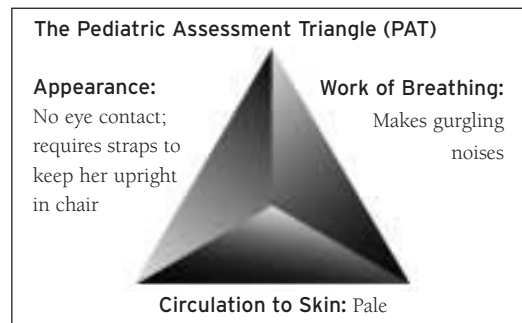 The Pediatric Assessment Triangle (PAT)
Appearance:
No eye contact;
requires straps to
keep her upright
in chair
Work of Breathing:
Makes gurgling
noises
Circulation to Skin: Pale